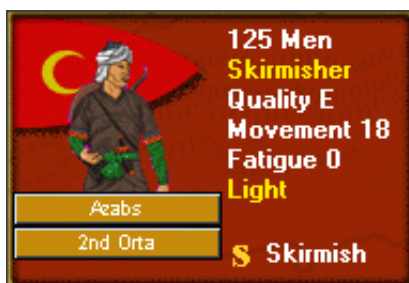 125 Men
Skirmisher
Quality E
Movement 18
Fatigue 0
Light
Azabs
2nd Orta
S Skirmish